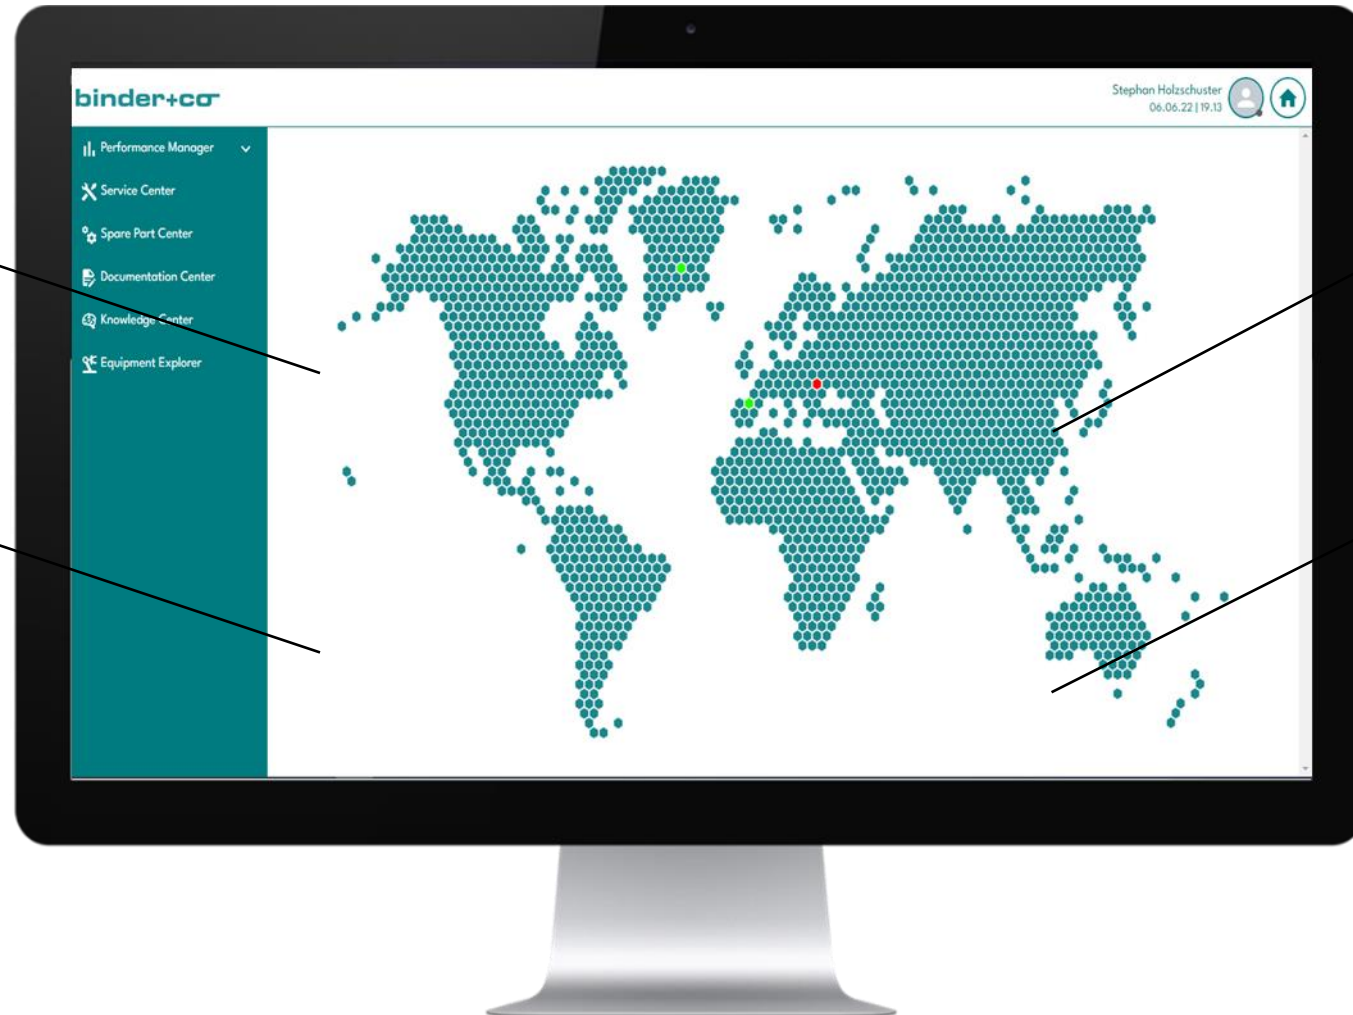 binder+co
Stephan Holzschuster
06.06.22 | 19.13
Performance Manager
Service Center
Spare Part Center
Documentation Center
Knowledge Center
Equipment Explorer